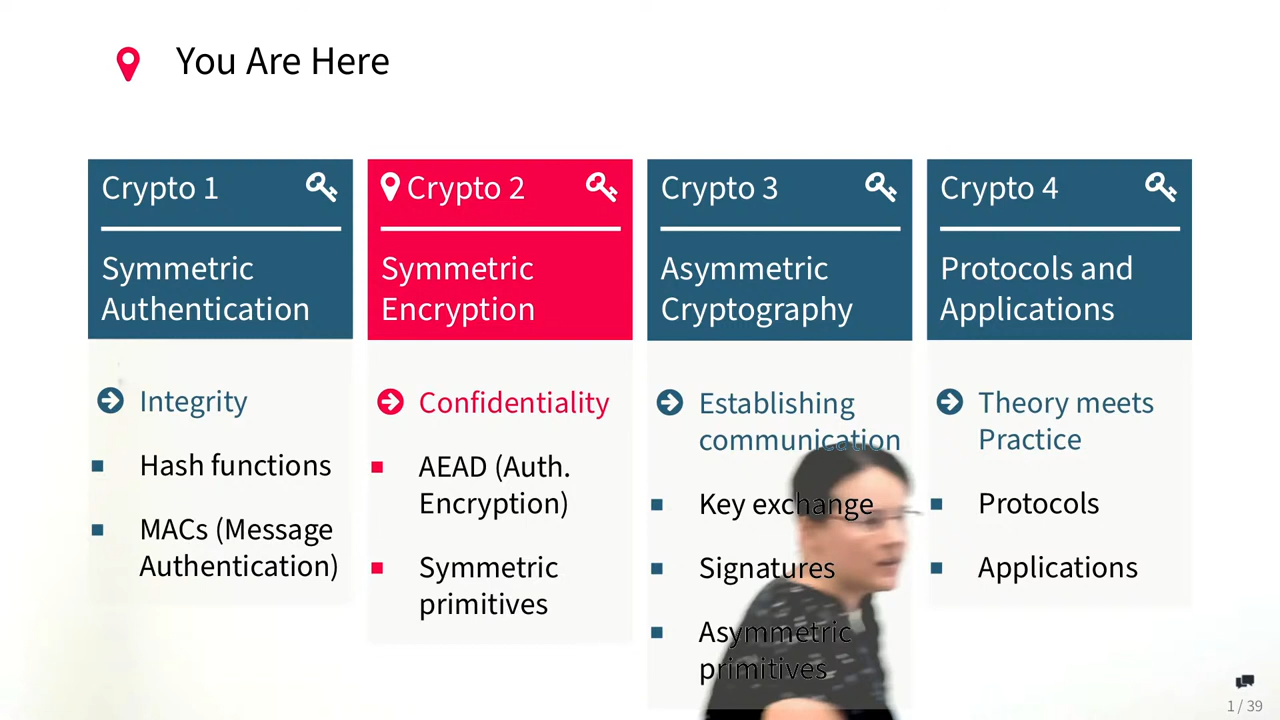 You Are Here
Crypto 1
Symmetric
Authentication
Integrity
Hash functions
MACs (Message
Authentication)
Crypto 2
Symmetric
Encryption
Confidentiality
AEAD (Auth.
Encryption)
Symmetric
primitives
Crypto 3
Asymmetric
Cryptography
Establishing
communication
Key exchange
Signatures
Asymmetric
primitives
Crypto 4
Protocols and
Applications
Theory meets
Practice
Protocols
Applications
1 / 39